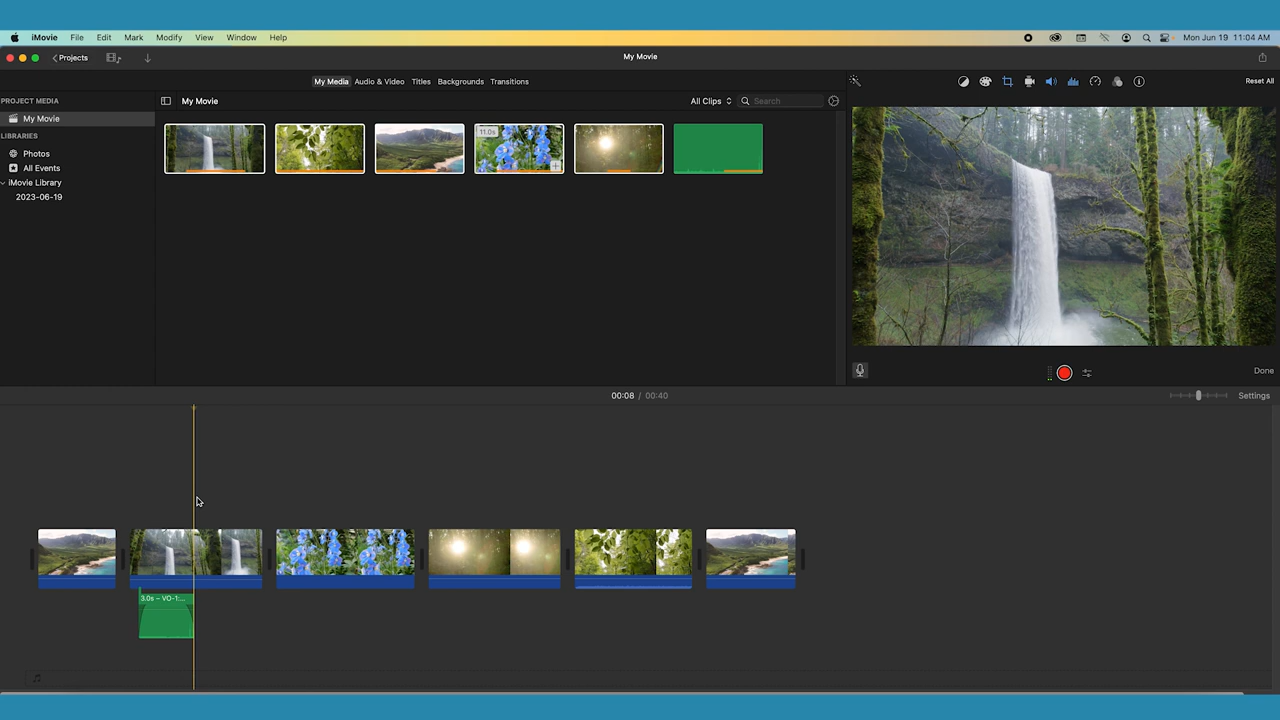 iMovie File Edit Mark Modify View Window Help Mon Jun 19 11:04 AM
Projects My Movie
My Media Audio & Video Titles Backgrounds Transitions Reset All
PROJECT MEDIA My Movie All Clips Search
My Movie
LIBRARIES
Photos
All Events
iMovie Library
2023-06-19
11.0s
Done
00:08 / 00:40 Settings
3.0s – VO-1:...